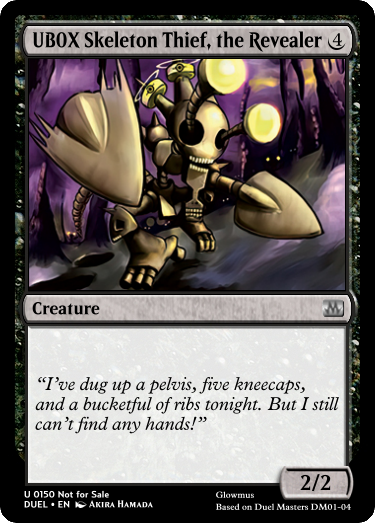 UB0X Skeleton Thief, the Revealer 4
Creature
“I’ve dug up a pelvis, five kneecaps,
and a bucketful of ribs tonight. But I still
can’t find any hands!”
2/2
U 0150 Not for Sale
DUEL • EN Akira Hamada
Glowmus
Based on Duel Masters DM01-04